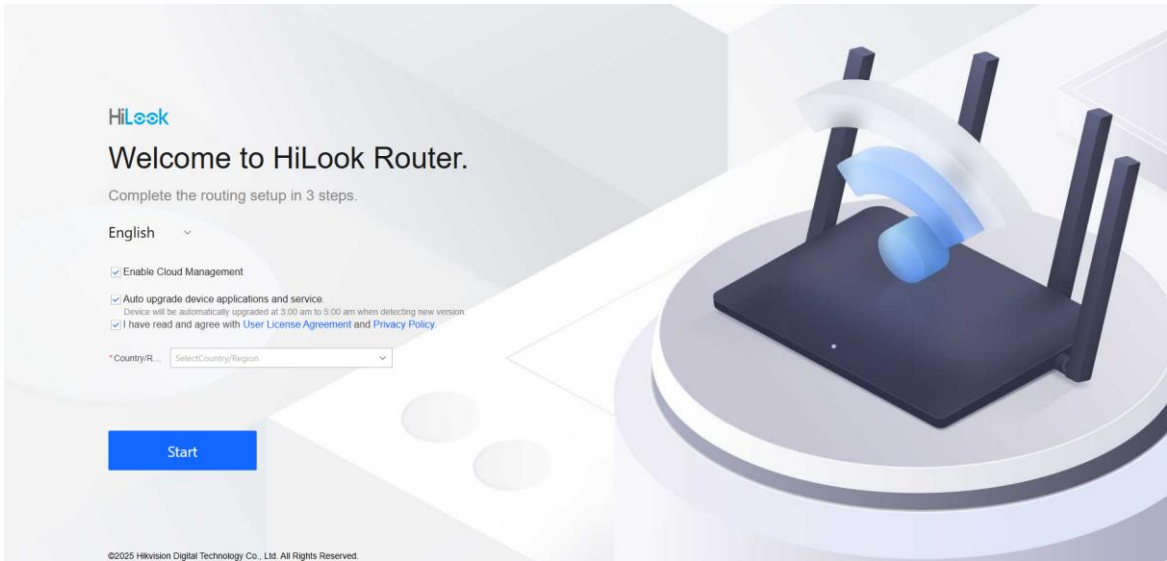 HiLook
Welcome to HiLook Router.
Complete the routing setup in 3 steps.
English
Enable Cloud Management
Auto upgrade device applications and service.
Device will be automatically upgraded at 3:00 am to 5:00 am when detecting new version.
I have read and agree with User License Agreement and Privacy Policy.
*Country/R... SelectCountry/Region
Start
©2025 Hikvision Digital Technology Co., Ltd. All Rights Reserved.